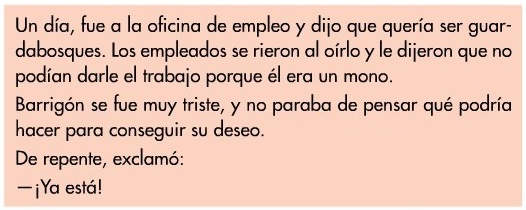 Un día, fue a la oficina de empleo y dijo que quería ser guar-
dabosques. Los empleados se rieron al oírlo y le dijeron que no
podían darle el trabajo porque él era un mono.
Barrigón se fue muy triste, y no paraba de pensar qué podría
hacer para conseguir su deseo.
De repente, exclamó:
—¡Ya está!